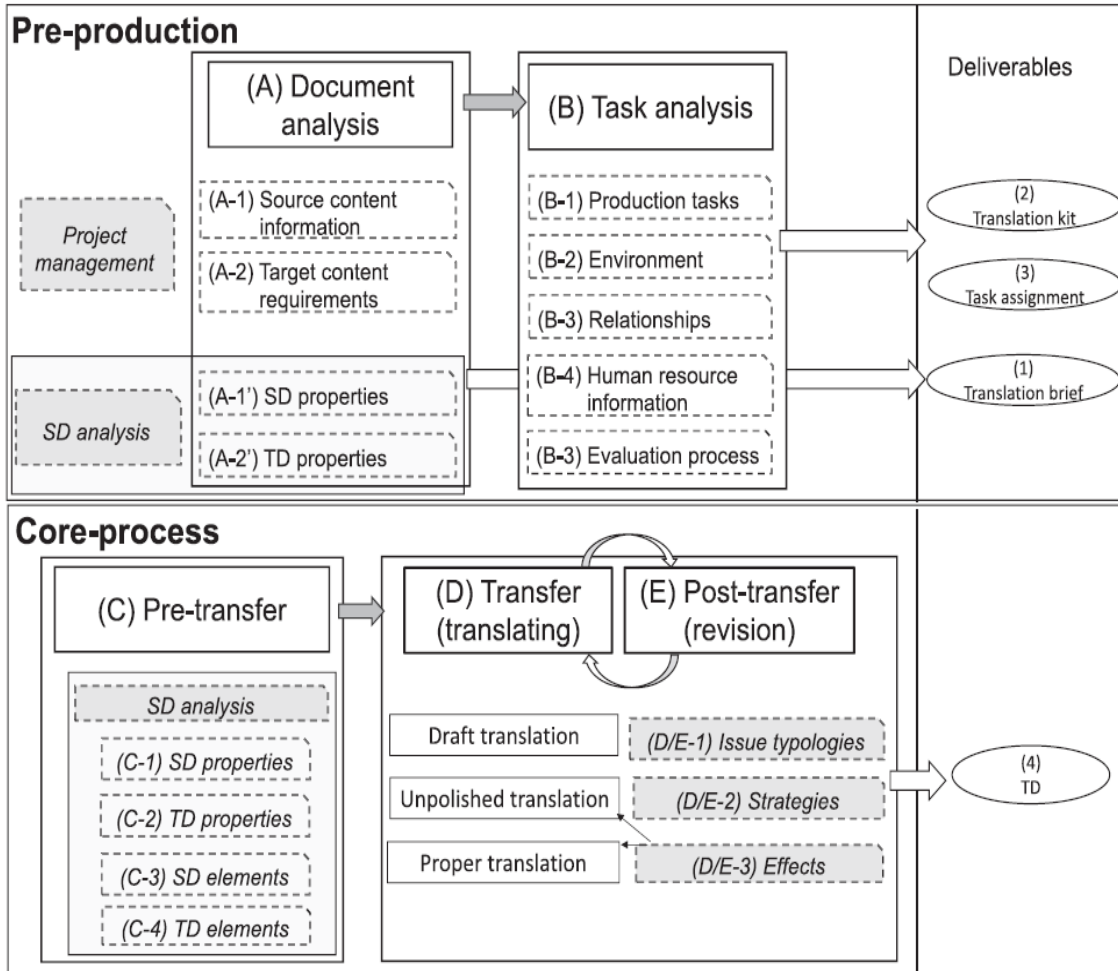 Pre-production
Deliverables
(A) Document
analysis
(B) Task analysis
Project
management
(A-1) Source content
information
(A-2) Target content
requirements
(B-1) Production tasks
(B-2) Environment
(B-3) Relationships
(B-4) Human resource
information
(B-3) Evaluation process
(2)
Translation kit
(3)
Task assignment
(1)
Translation brief
SD analysis
(A-1’) SD properties
(A-2’) TD properties
Core-process
(C) Pre-transfer
(D) Transfer
(translating)
(E) Post-transfer
(revision)
SD analysis
(C-1) SD properties
(C-2) TD properties
(C-3) SD elements
(C-4) TD elements
Draft translation
(D/E-1) Issue typologies
Unpolished translation
(D/E-2) Strategies
Proper translation
(D/E-3) Effects
(4)
TD